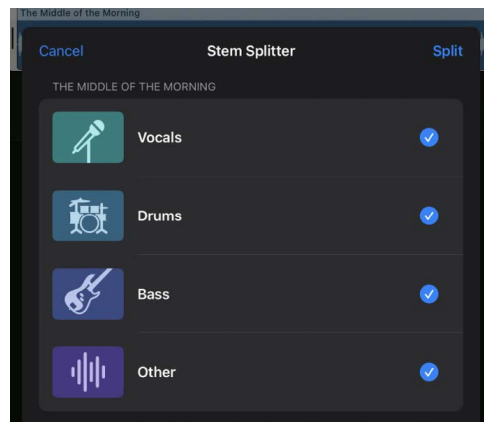 The Middle of the Morning
Cancel Stem Splitter Split
THE MIDDLE OF THE MORNING
Vocals
Drums
Bass
Other